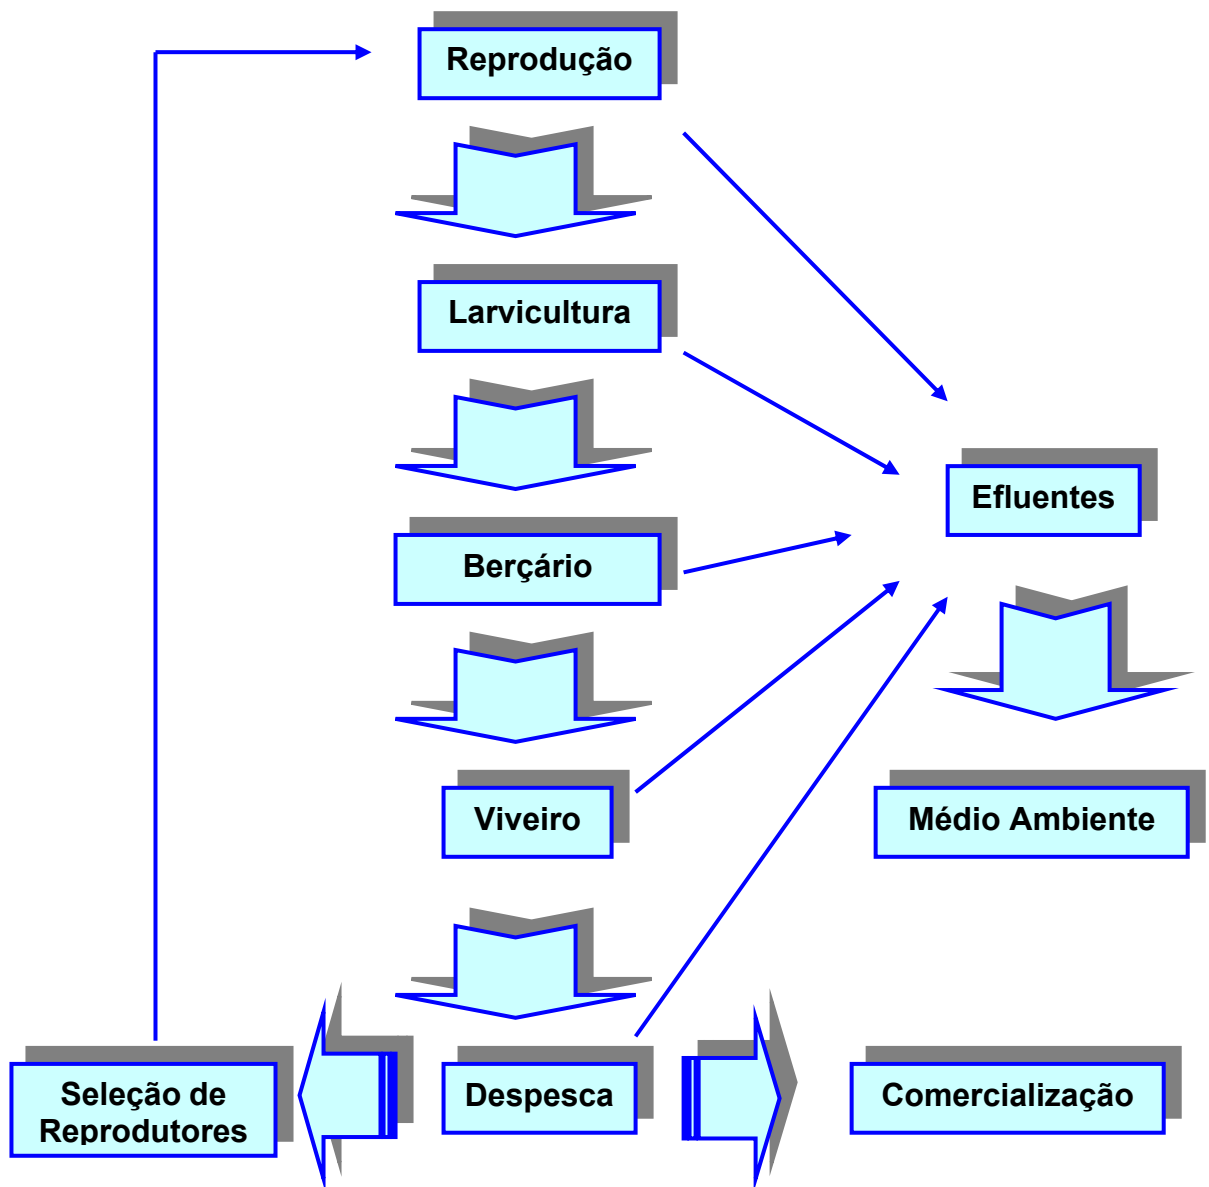 Reprodução
Larvicultura
Efluentes
Berçário
Viveiro
Médio Ambiente
Seleção de
Reprodutores
Despesca
Comercialização